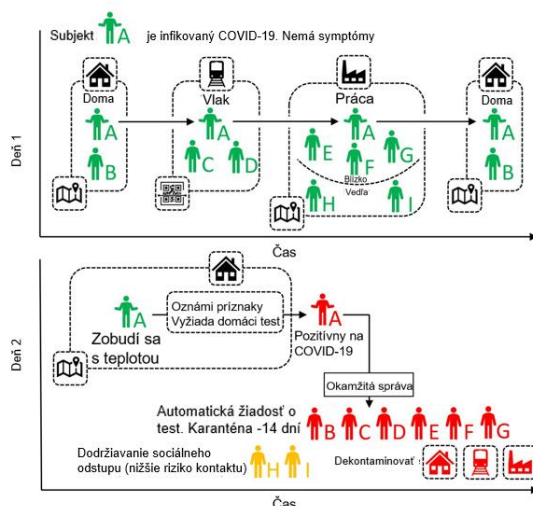 Subjekt A je infikovaný COVID-19. Nemá symptómy
Doma
Vlak
Práca
Doma
A
A
A
A
B
C
D
E
F
G
B
Blízko
Vedľa
H
I
Deň 1
Čas
A
Zobudí sa
s teplotou
Oznámi príznaky
Vyžiada domáci test
A
Pozitívny na
COVID-19
Okamžitá správa
Automatická žiadosť o
test. Karanténa -14 dní
B C D E F G
Dodržiavanie sociálneho
odstupu (nižšie riziko kontaktu)
H I
Dekontaminovať
Deň 2
Čas